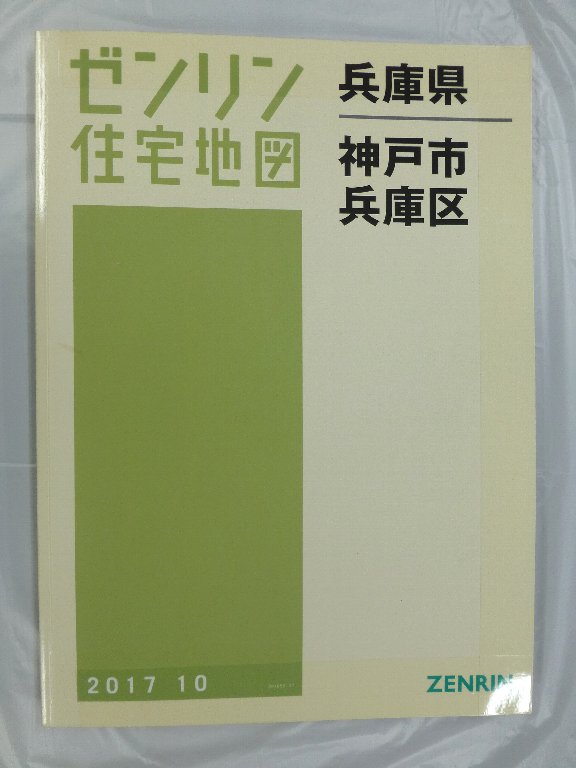 ゼンリン
住宅地図
兵庫県
神戸市
兵庫区
2017 10
ZENRIN